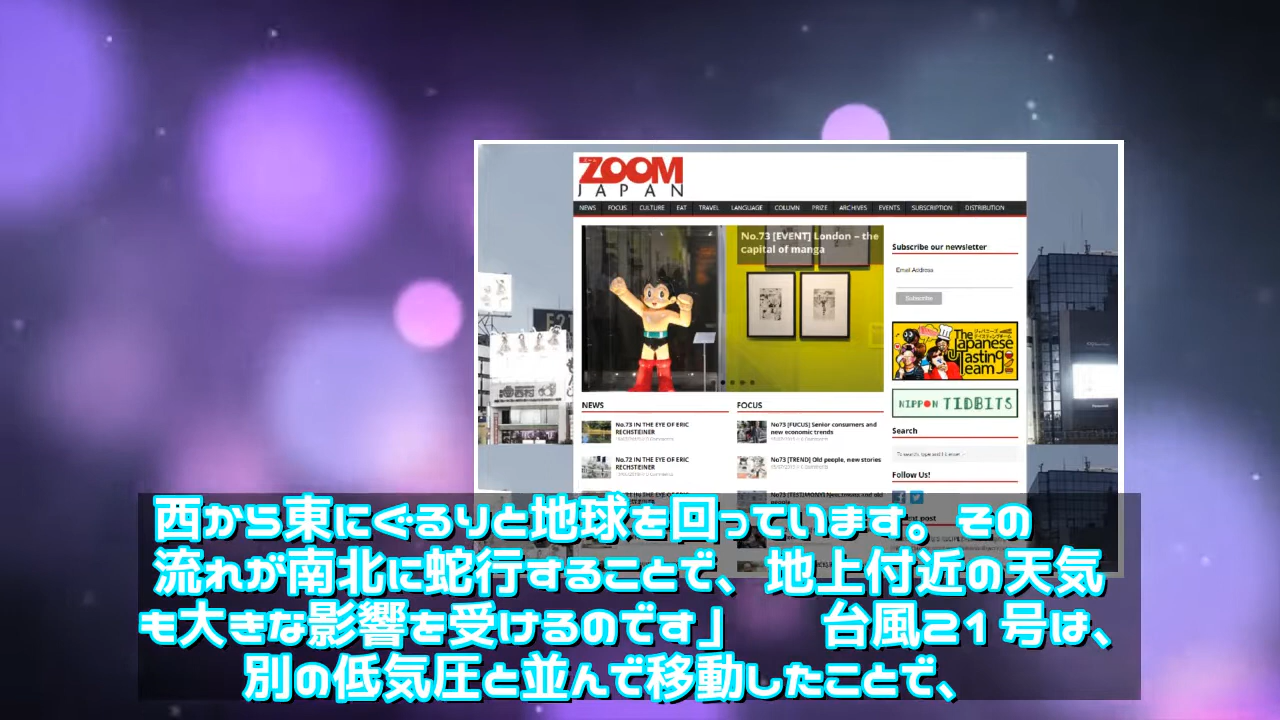 ZOOM
JAPAN
NEWS FOCUS CULTURE EAT TRAVEL LANGUAGE COLUMN PRIZE ARCHIVES EVENTS SUBSCRIPTION DISTRIBUTION
No.73 [EVENT] London – the
capital of manga
Subscribe our newsletter
Email Address
Subscribe
The
Japanese
Tasting
Team
NIPPON TIDBITS
NEWS
FOCUS
No.73 IN THE EYE OF ERIC
RECHSTEINER
No73 [FOCUS] Senior consumers and
new economic trends
No.72 IN THE EYE OF ERIC
RECHSTEINER
No73 [TREND] Old people, new stories
Search
Follow Us!
西から東にぐるりと地球を回っています。 その
流れが南北に蛇行することで、地上付近の天気
も大きな影響を受けるのです」 台風21号は、
別の低気圧と並んで移動したことで、